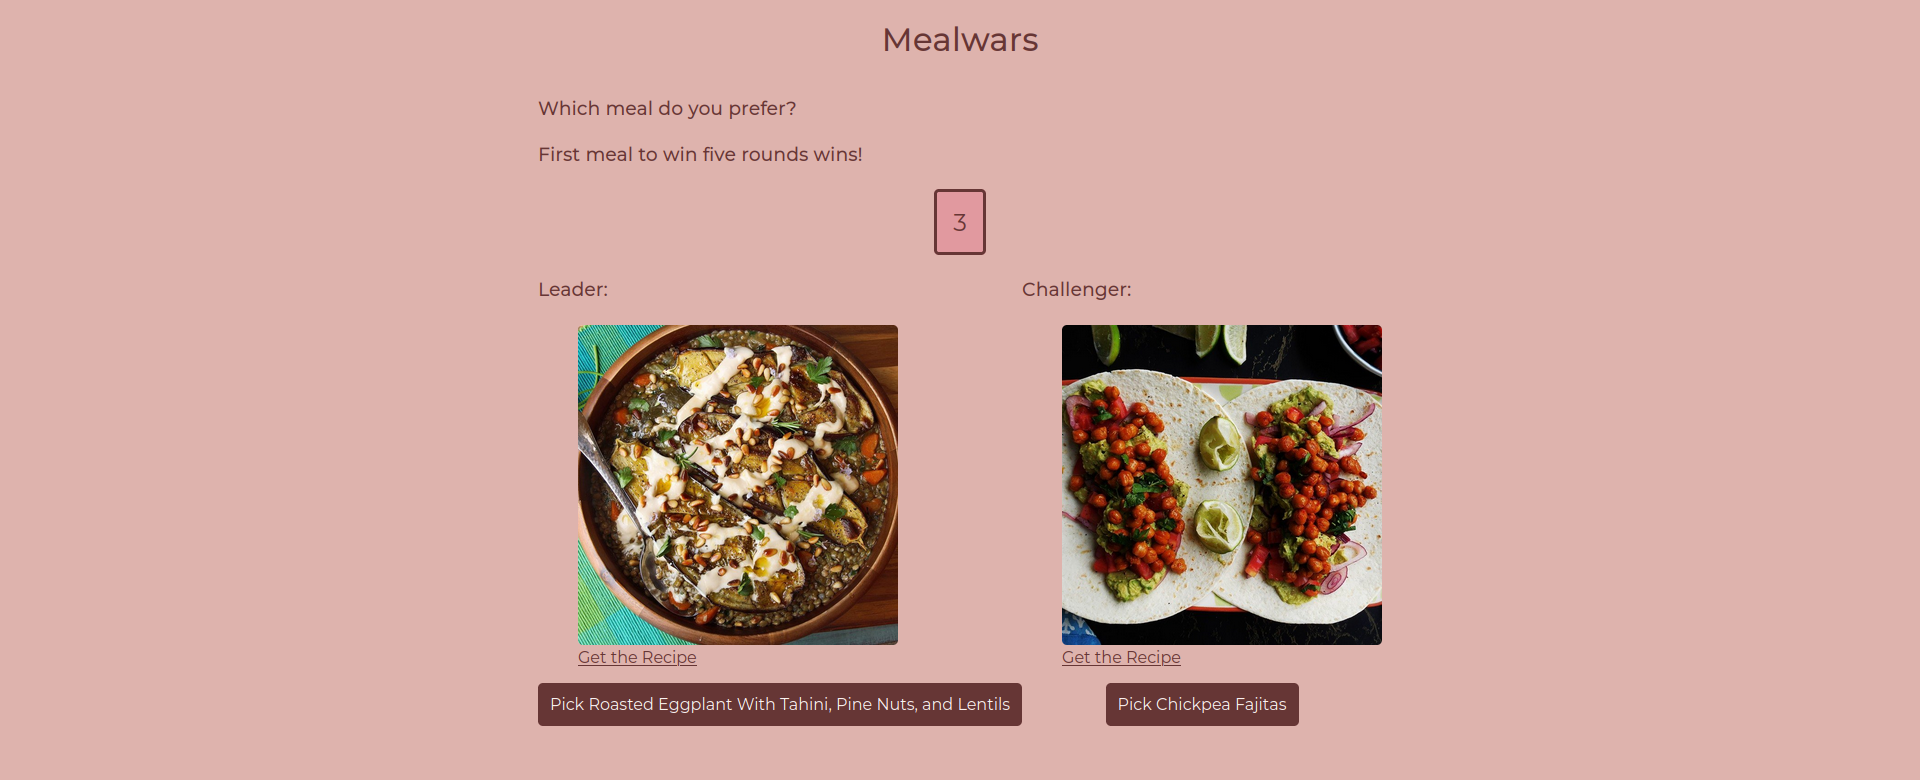 Mealwars
Which meal do you prefer?
First meal to win five rounds wins!
3
Leader:
Challenger:
Get the Recipe
Get the Recipe
Pick Roasted Eggplant With Tahini, Pine Nuts, and Lentils
Pick Chickpea Fajitas